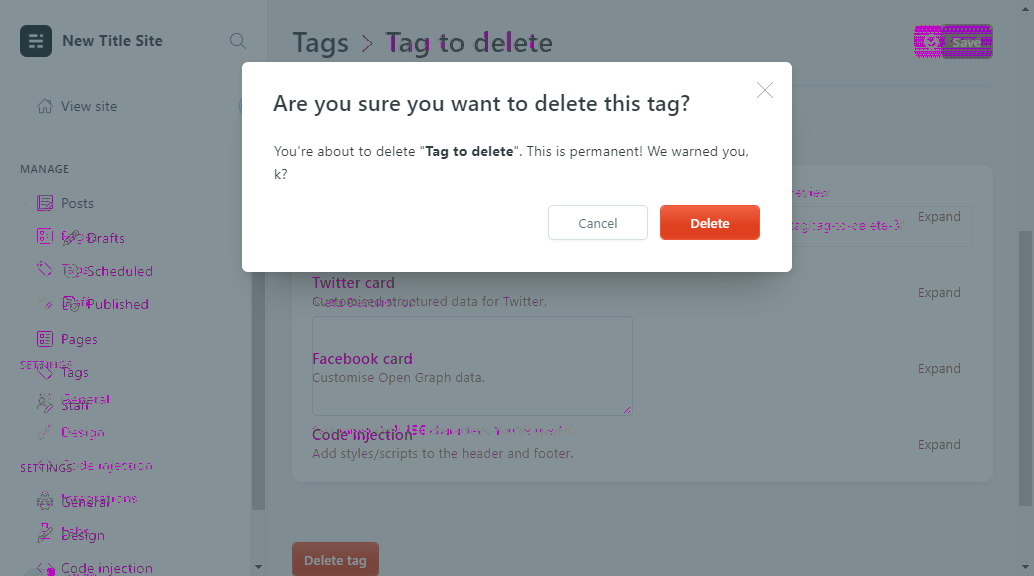 New Title Site
Tags > Tag to delete
Save
View site
Are you sure you want to delete this tag?
You're about to delete "Tag to delete". This is permanent! We warned you,
k?
Cancel
Delete
MANAGE
Posts
Drafts
Scheduled
Published
Pages
Tags
Staff
SETTINGS
General
Design
Code injection
Expand
Twitter card
Customised structured data for Twitter.
Expand
Facebook card
Customise Open Graph data.
Expand
Code injection
Add styles/scripts to the header and footer.
Expand
Delete tag